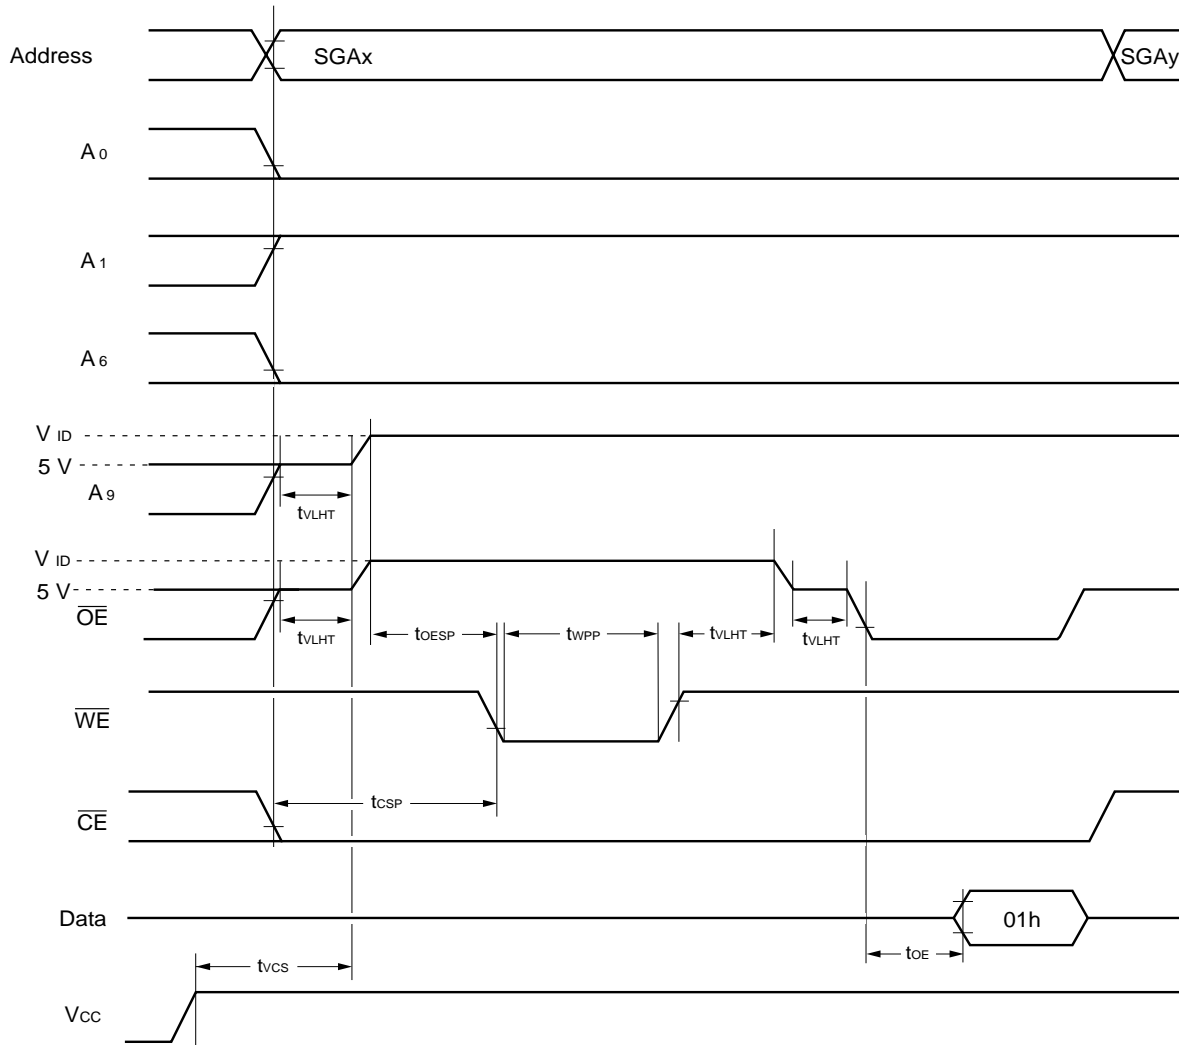 Address
SGAx
SGAy
A0
A1
A6
VID
5 V
A9
tVLHT
VID
5 V
OE
tVLHT
tOESP
tWPP
tVLHT
tVLHT
WE
CE
tCSP
Data
01h
tOE
tVCS
VCC